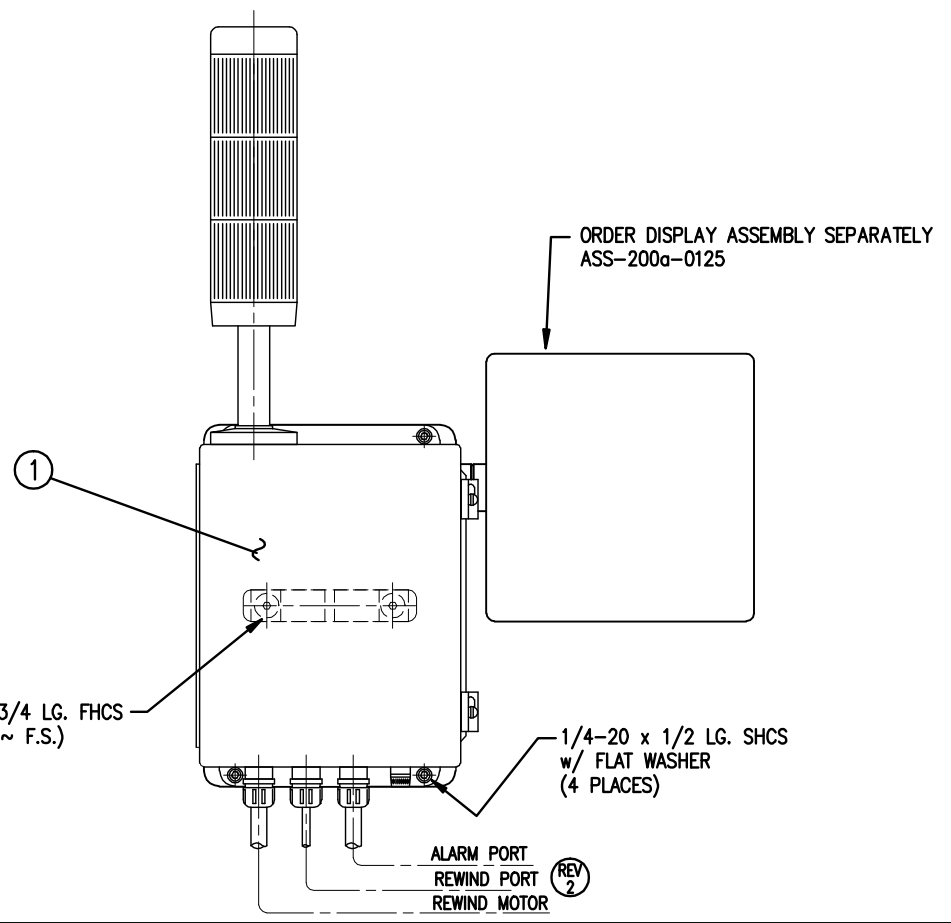 ORDER DISPLAY ASSEMBLY SEPARATELY
ASS-200a-0125
1
3/4 LG. FHCS
~ F.S.)
1/4-20 x 1/2 LG. SHCS
w/ FLAT WASHER
(4 PLACES)
ALARM PORT
REWIND PORT
REV
2
REWIND MOTOR